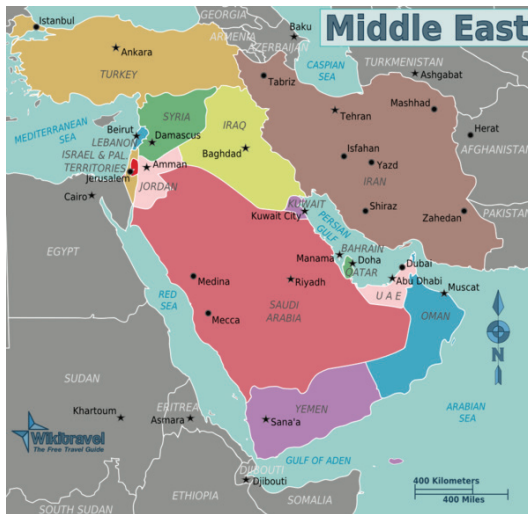 Middle East
GEORGIA
Istanbul
Baku
ARMENIA
AZERBAIJAN
Ankara
CASPIAN
SEA
TURKMENISTAN
TURKEY
Tabriz
Ashgabat
Tehran
Mashhad
SYRIA
IRAQ
MEDITERRANEAN
SEA
Beirut
LEBANON
Damascus
Herat
Isfahan
AFGHANISTAN
ISRAEL & PAL.
TERRITORIES
Baghdad
Yazd
Amman
IRAN
Jerusalem
JORDAN
Cairo
KUWAIT
Kuwait City
Shiraz
Zahedan
PAKISTAN
PERSIAN
GULF
EGYPT
BAHRAIN
Manama
Doha
Dubai
QATAR
Medina
Riyadh
Abu Dhabi
Muscat
RED
SEA
SAUDI
ARABIA
U A E
Mecca
OMAN
N
SUDAN
YEMEN
ARABIAN
SEA
Khartoum
ERITREA
Asmara
Sana'a
Wikitravel
The Free Travel Guide
GULF OF ADEN
DJIBOUTI
Djibouti
400 Kilometers
400 Miles
ETHIOPIA
SOMALIA
SOUTH SUDAN